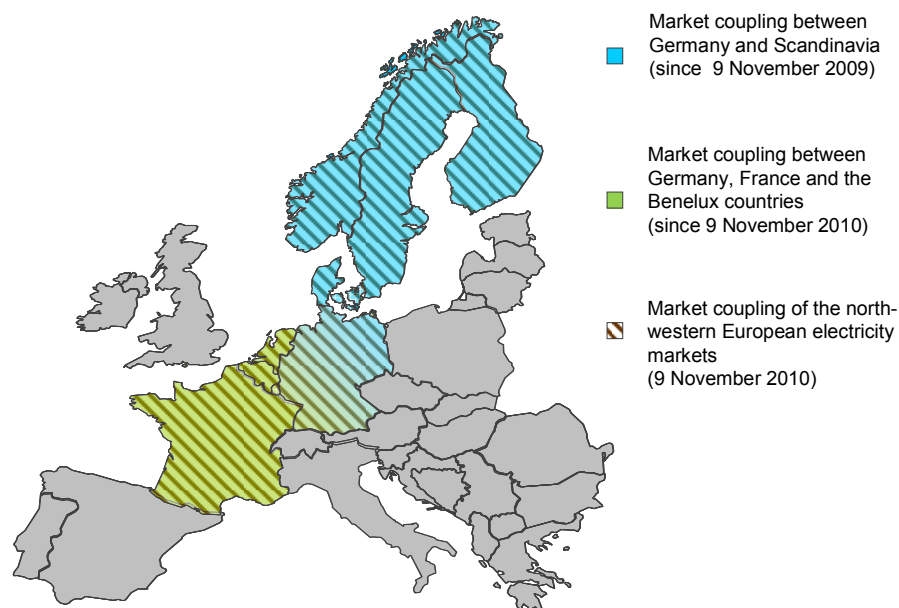 Market coupling between
Germany and Scandinavia
(since 9 November 2009)
Market coupling between
Germany, France and the
Benelux countries
(since 9 November 2010)
Market coupling of the north-
western European electricity
markets
(9 November 2010)